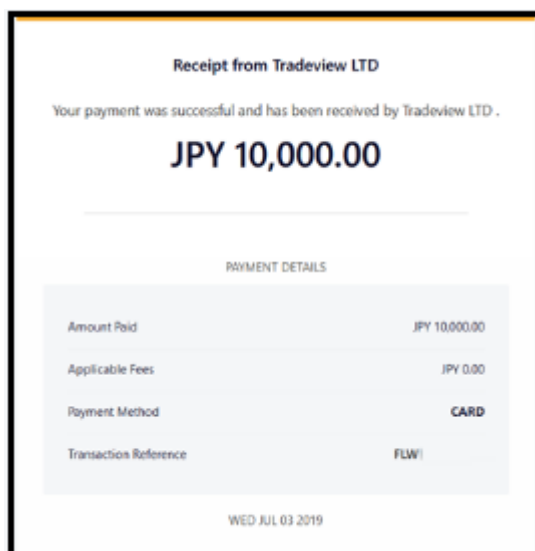 Receipt from Tradeview LTD
Your payment was successful and has been received by Tradeview LTD .
JPY 10,000.00
PAYMENT DETAILS
Amount Paid JPY 10,000.00
Applicable Fees JPY 0.00
Payment Method CARD
Transaction Reference FLW
WED JUL 03 2019